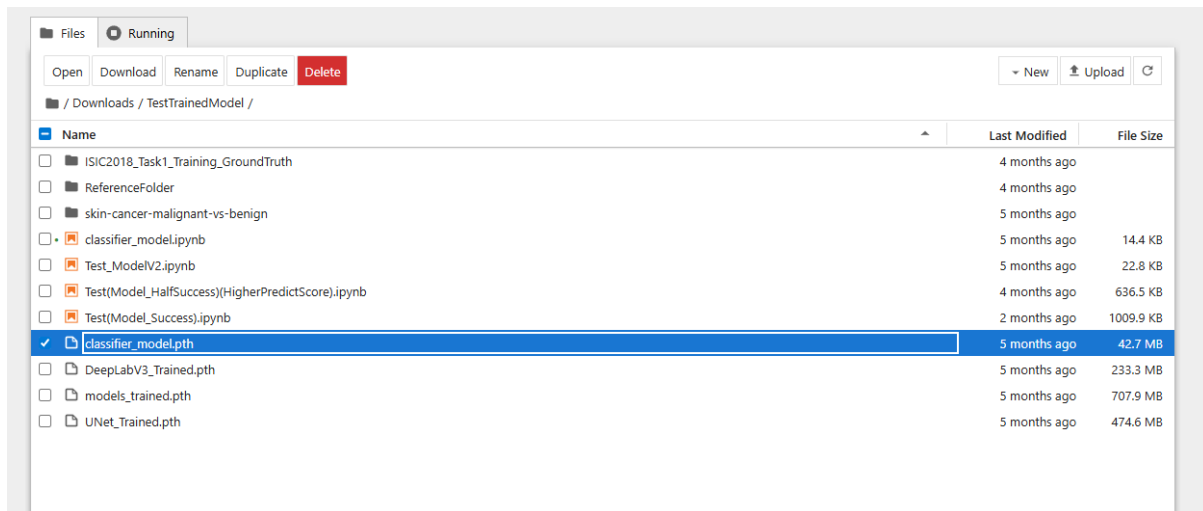 Files Running
Open Download Rename Duplicate Delete New Upload
/ Downloads / TestTrainedModel /
Name Last Modified File Size
ISIC2018_Task1_Training_GroundTruth 4 months ago
ReferenceFolder 4 months ago
skin-cancer-malignant-vs-benign 5 months ago
classifier_model.ipynb 5 months ago 14.4 KB
Test_ModelV2.ipynb 5 months ago 22.8 KB
Test(Model_HalfSuccess)(HigherPredictScore).ipynb 4 months ago 636.5 KB
Test(Model_Success).ipynb 2 months ago 1009.9 KB
classifier_model.pth 5 months ago 42.7 MB
DeepLabV3_Trained.pth 5 months ago 233.3 MB
models_trained.pth 5 months ago 707.9 MB
UNet_Trained.pth 5 months ago 474.6 MB